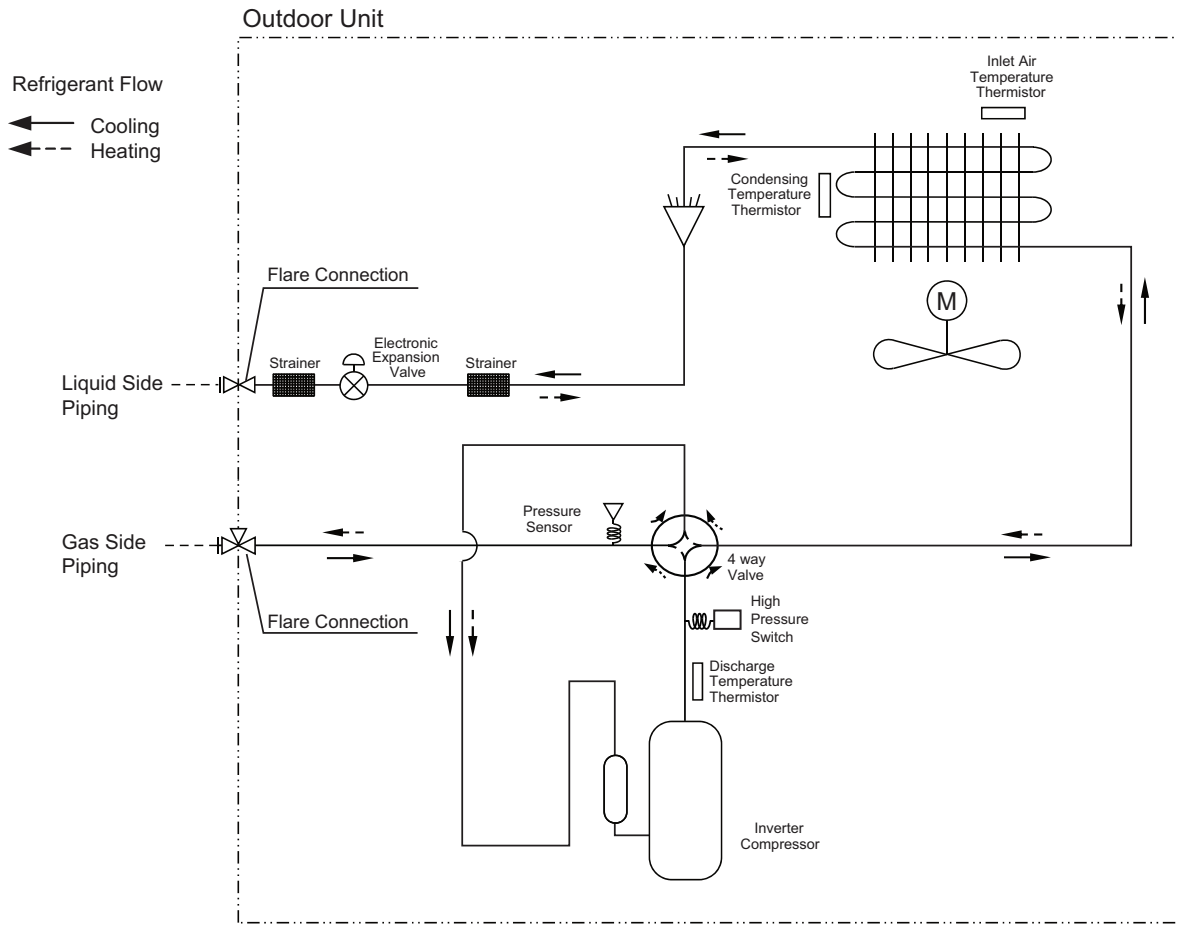 Outdoor Unit
Refrigerant Flow
Cooling
Heating
Inlet Air
Temperature
Thermistor
Condensing
Temperature
Thermistor
M
Flare Connection
Strainer
Electronic
Expansion
Valve
Strainer
Liquid Side
Piping
Pressure
Sensor
4 way
Valve
Gas Side
Piping
Flare Connection
High
Pressure
Switch
Discharge
Temperature
Thermistor
Inverter
Compressor